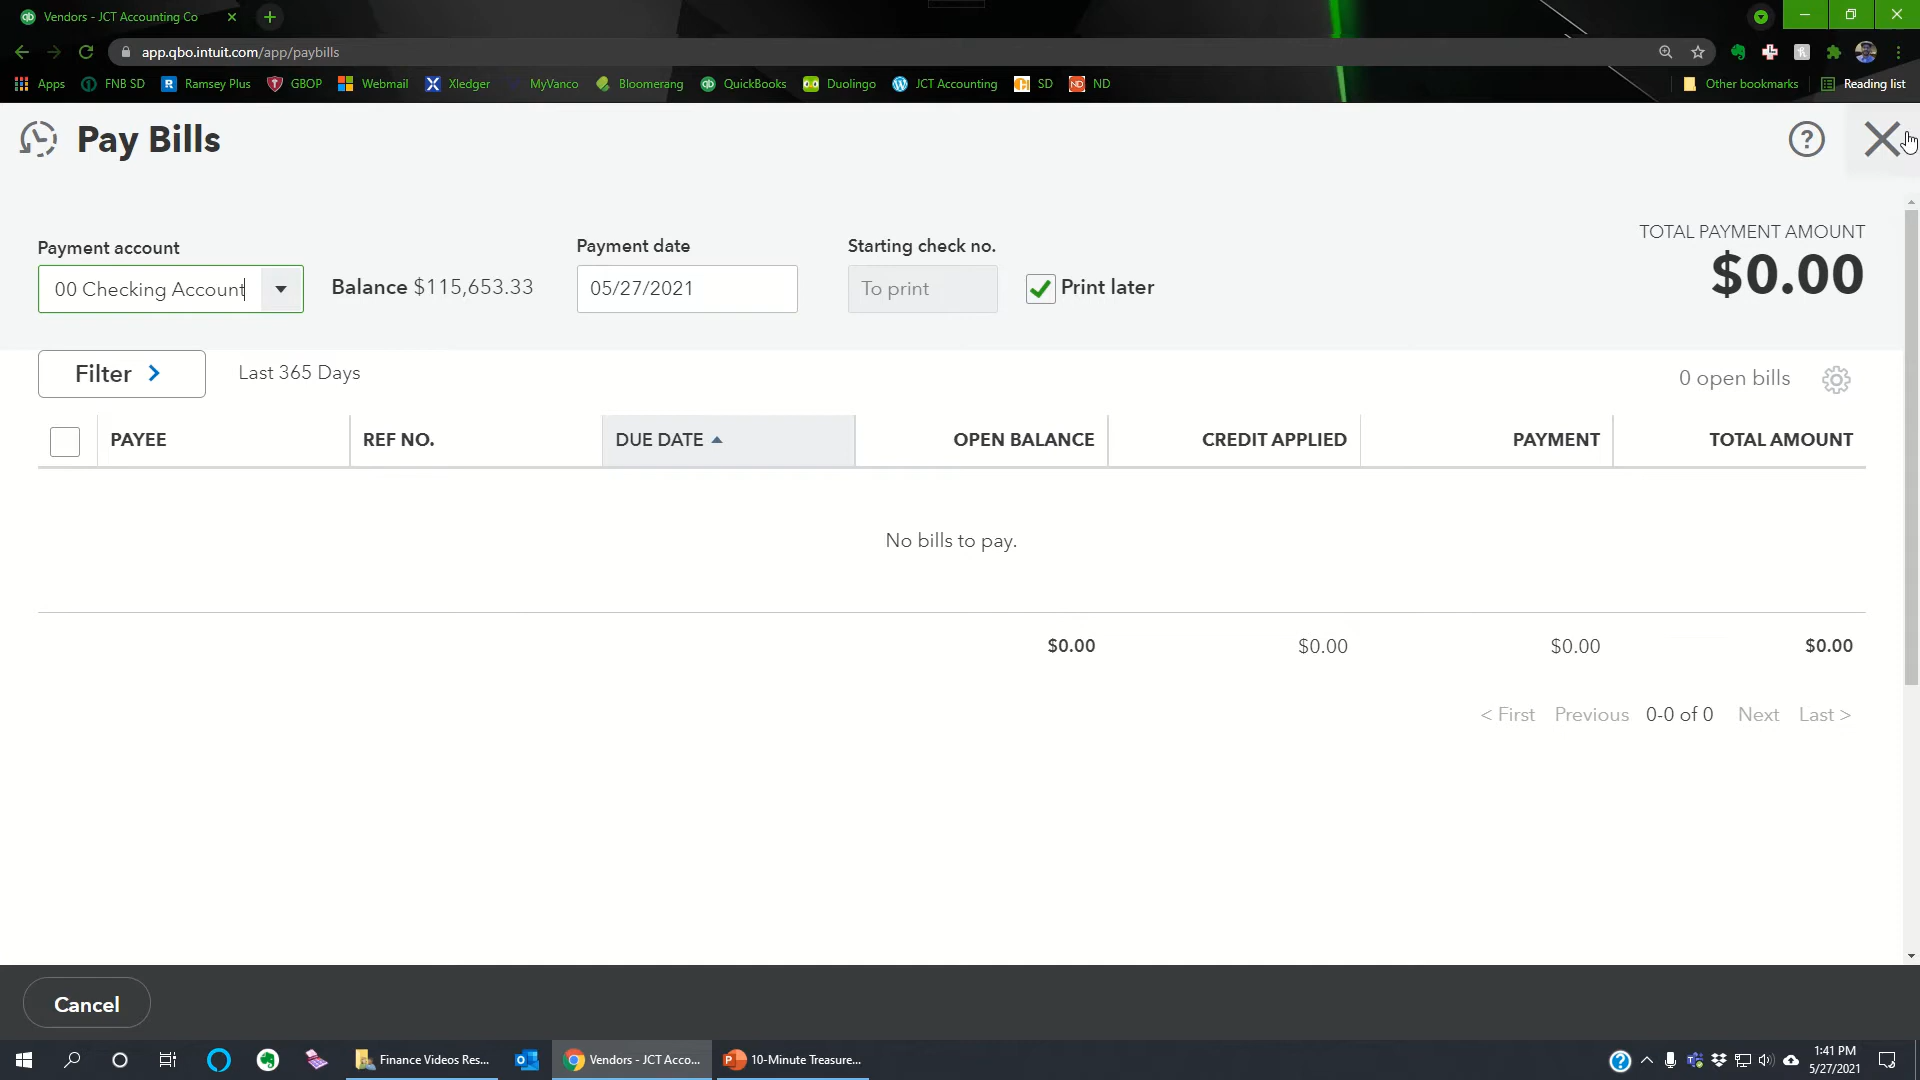 Vendors - JCT Accounting Co
app.qbo.intuit.com/app/paybills
Apps FNB SD Ramsey Plus GBOP Webmail Xledger MyVanco Bloomerang QuickBooks Duolingo JCT Accounting SD ND Other bookmarks Reading list
Pay Bills
Payment account
00 Checking Account
Balance $115,653.33
Payment date
05/27/2021
Starting check no.
To print
Print later
TOTAL PAYMENT AMOUNT
$0.00
Filter
Last 365 Days
0 open bills
PAYEE REF NO. DUE DATE OPEN BALANCE CREDIT APPLIED PAYMENT TOTAL AMOUNT
No bills to pay.
$0.00 $0.00 $0.00 $0.00
< First Previous 0-0 of 0 Next Last >
Cancel
Finance Videos Res... Vendors - JCT Acco... 10-Minute Treasure...
1:41 PM
5/27/2021